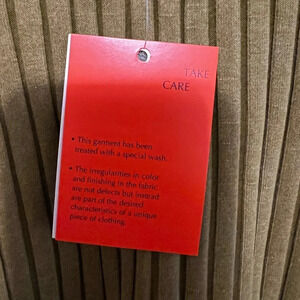 TAKE
CARE
• This garment has been
treated with a special wash.
• The irregularities in color
and finishing in the fabric
are not defects but instead
are part of the desired
characteristics of a unique
piece of clothing.